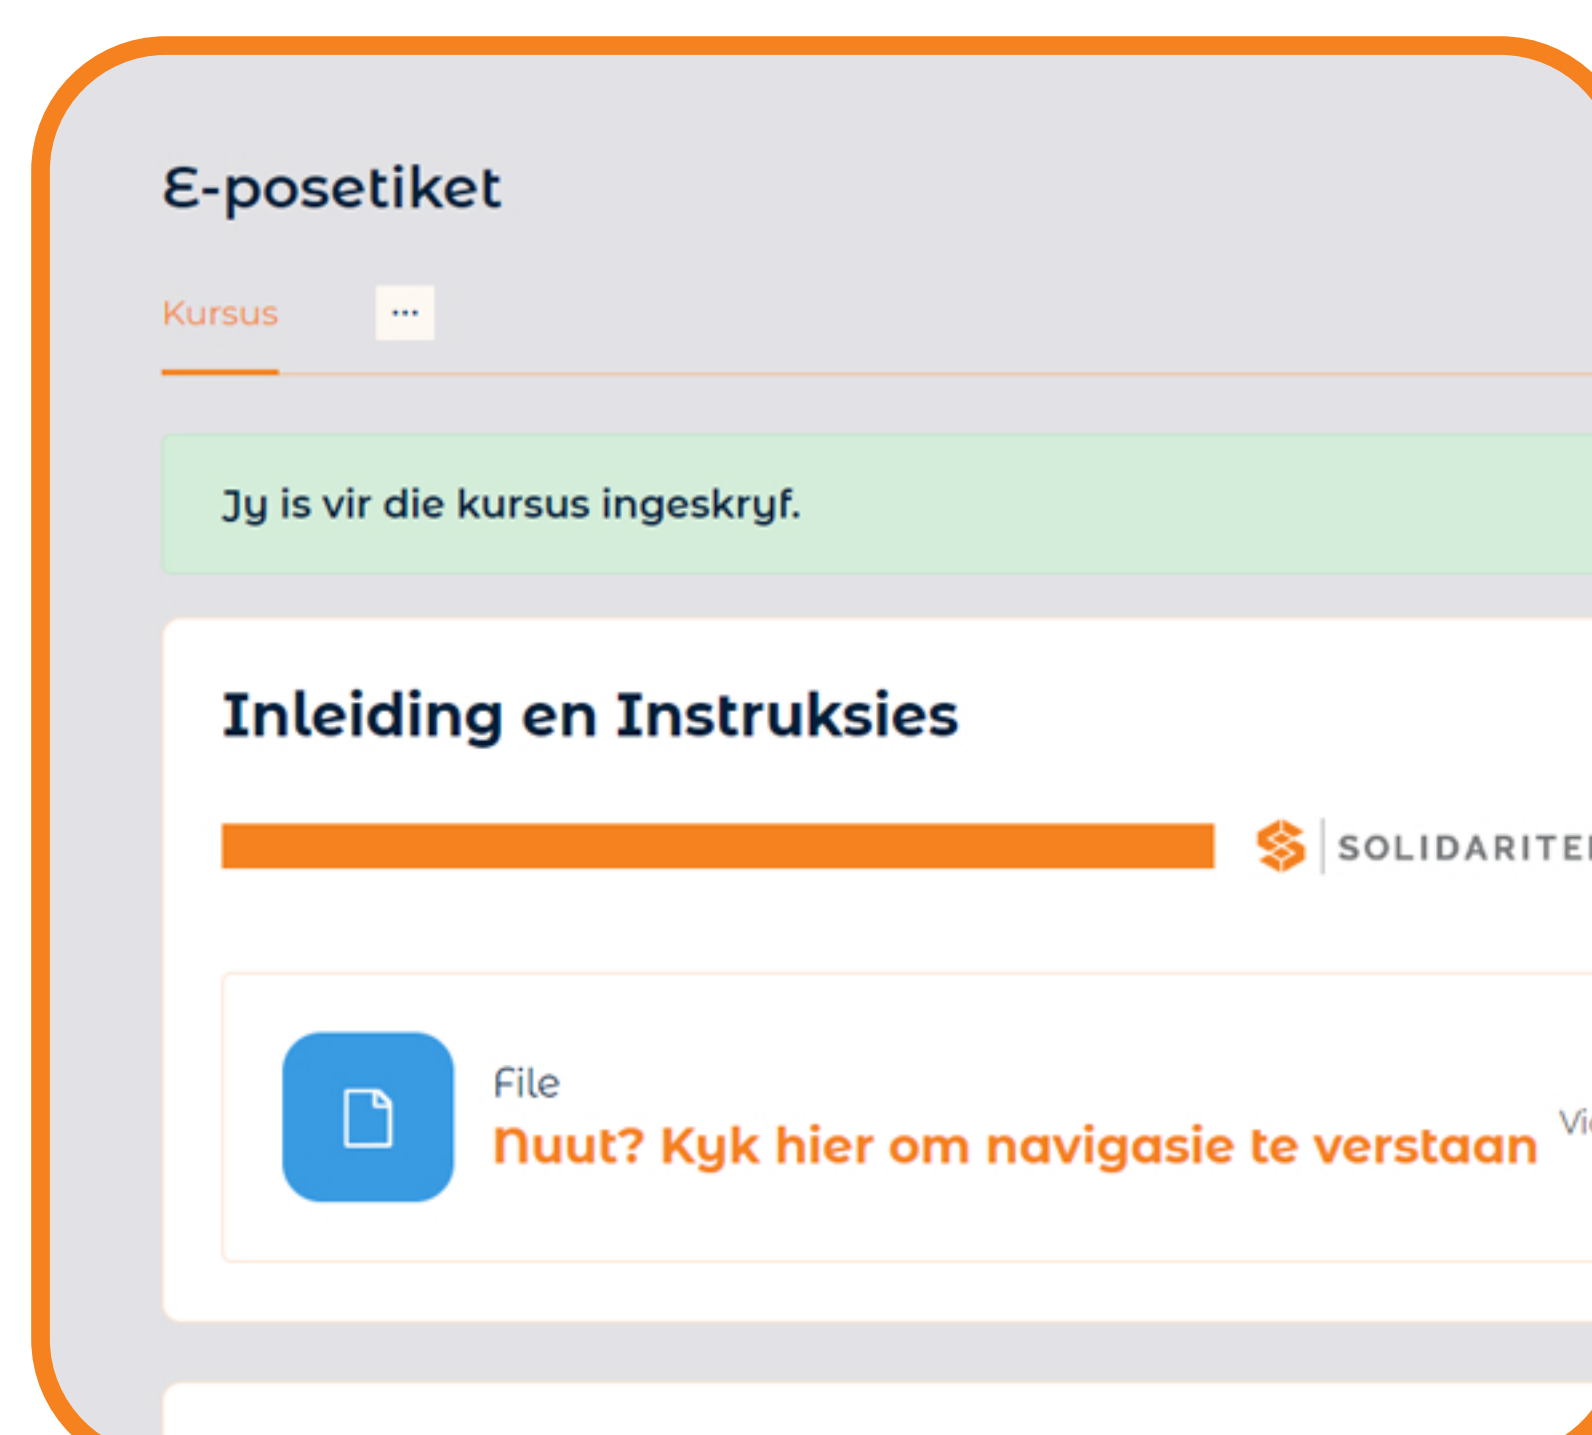 E-posetiket
Kursus
...
Jy is vir die kursus ingeskryf.
Inleiding en Instruksies
File
Nuut? Kyk hier om navigasie te verstaan